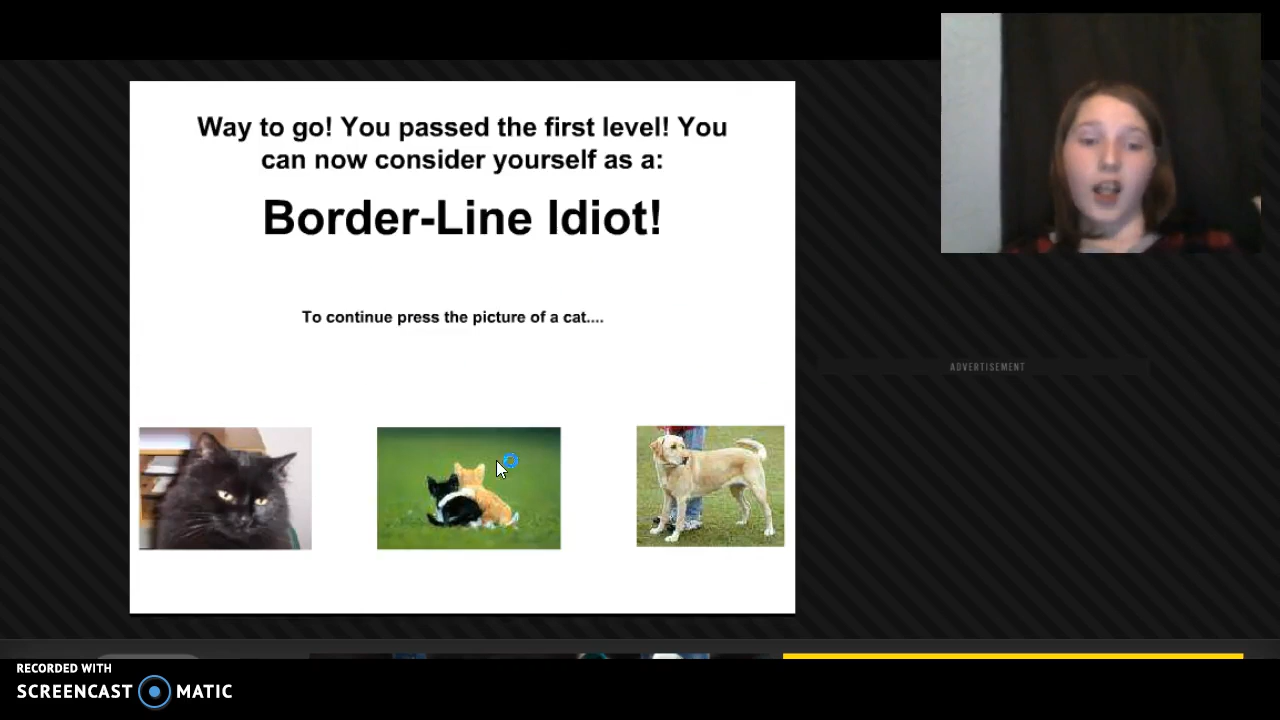 Way to go! You passed the first level! You
can now consider yourself as a:
Border-Line Idiot!
To continue press the picture of a cat....
ADVERTISEMENT
RECORDED WITH
SCREENCAST MATIC